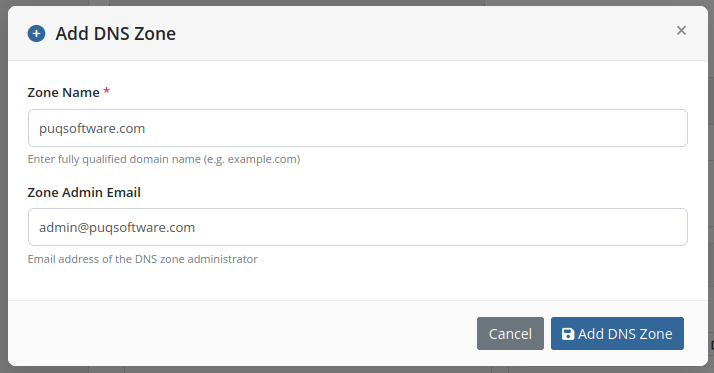 Add DNS Zone
×
Zone Name *
puqsoftware.com
Enter fully qualified domain name (e.g. example.com)
Zone Admin Email
admin@puqsoftware.com
Email address of the DNS zone administrator
Cancel
Add DNS Zone